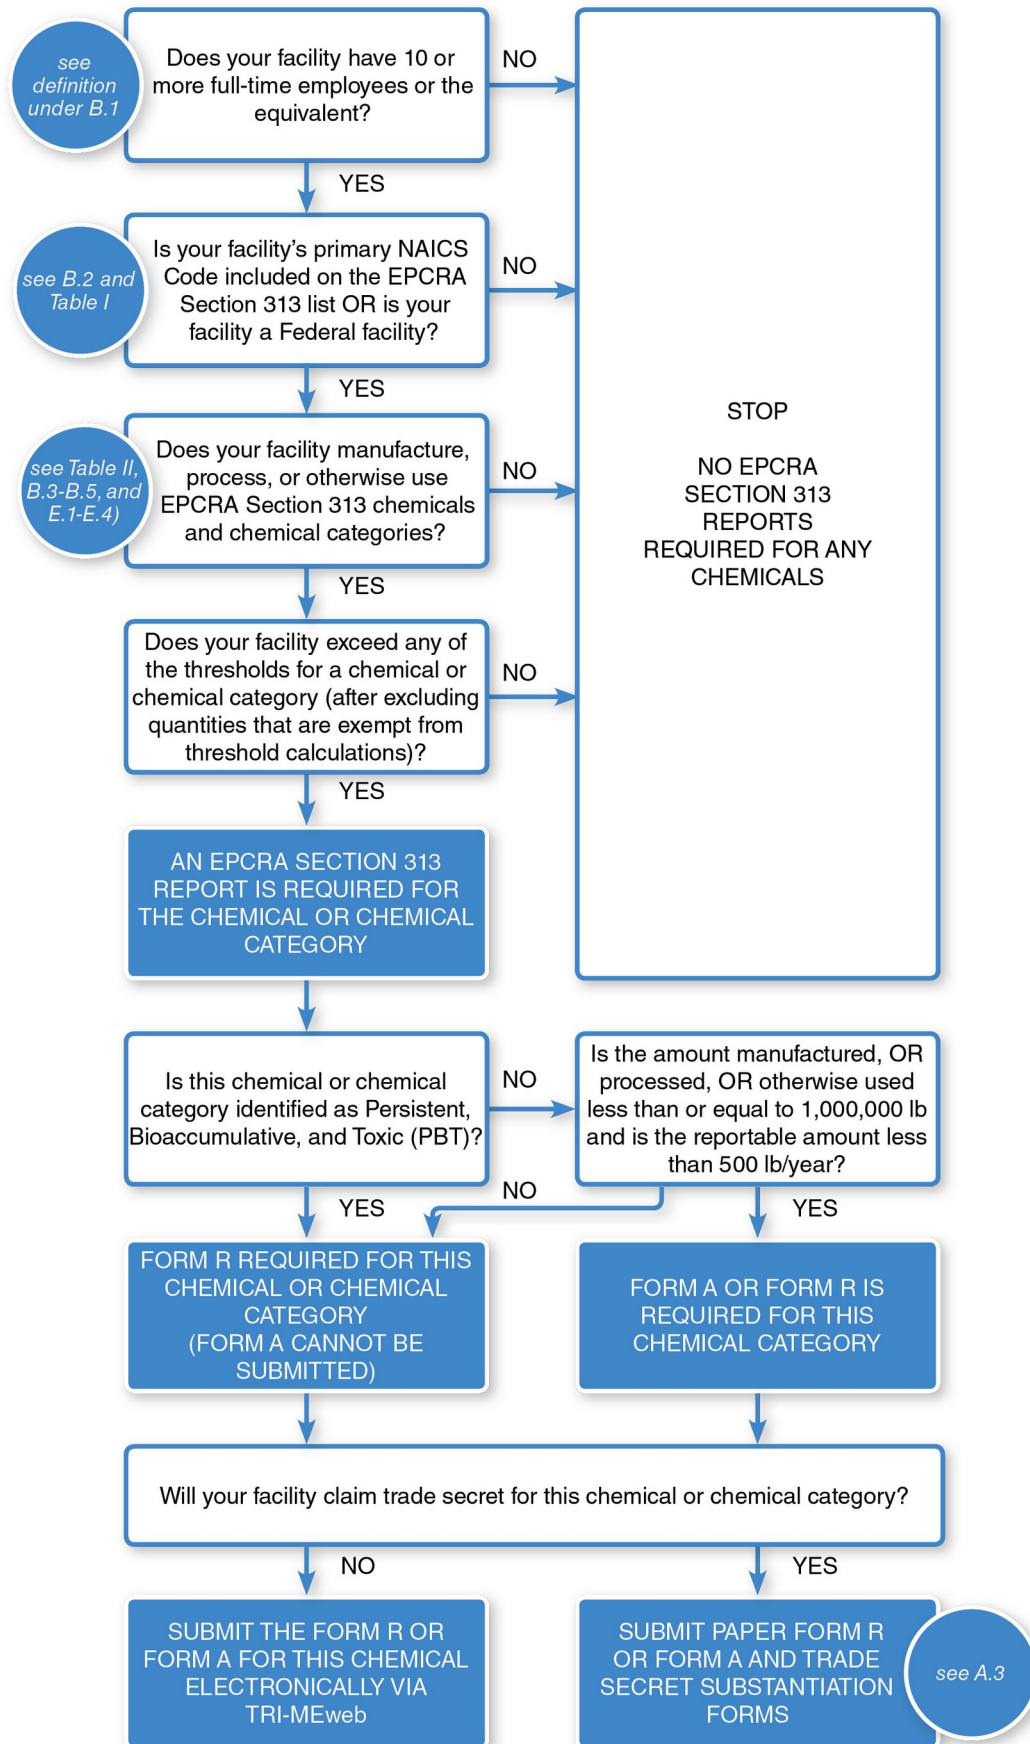 see
definition
under B.1
Does your facility have 10 or
more full-time employees or the
equivalent?
NO
YES
see B.2 and
Table I
Is your facility's primary NAICS
Code included on the EPCRA
Section 313 list OR is your
facility a Federal facility?
NO
YES
see Table II,
B.3-B.5, and
E.1-E.4)
Does your facility manufacture,
process, or otherwise use
EPCRA Section 313 chemicals
and chemical categories?
NO
YES
Does your facility exceed any of
the thresholds for a chemical or
chemical category (after excluding
quantities that are exempt from
threshold calculations)?
NO
YES
STOP
NO EPCRA
SECTION 313
REPORTS
REQUIRED FOR ANY
CHEMICALS
AN EPCRA SECTION 313
REPORT IS REQUIRED FOR
THE CHEMICAL OR CHEMICAL
CATEGORY
Is this chemical or chemical
category identified as Persistent,
Bioaccumulative, and Toxic (PBT)?
NO
YES
Is the amount manufactured, OR
processed, OR otherwise used
less than or equal to 1,000,000 lb
and is the reportable amount less
than 500 lb/year?
NO
YES
FORM R REQUIRED FOR THIS
CHEMICAL OR CHEMICAL
CATEGORY
(FORM A CANNOT BE
SUBMITTED)
FORM A OR FORM R IS
REQUIRED FOR THIS
CHEMICAL CATEGORY
Will your facility claim trade secret for this chemical or chemical category?
NO
YES
SUBMIT THE FORM R OR
FORM A FOR THIS CHEMICAL
ELECTRONICALLY VIA
TRI-MEweb
SUBMIT PAPER FORM R
OR FORM A AND TRADE
SECRET SUBSTANTIATION
FORMS
see A.3